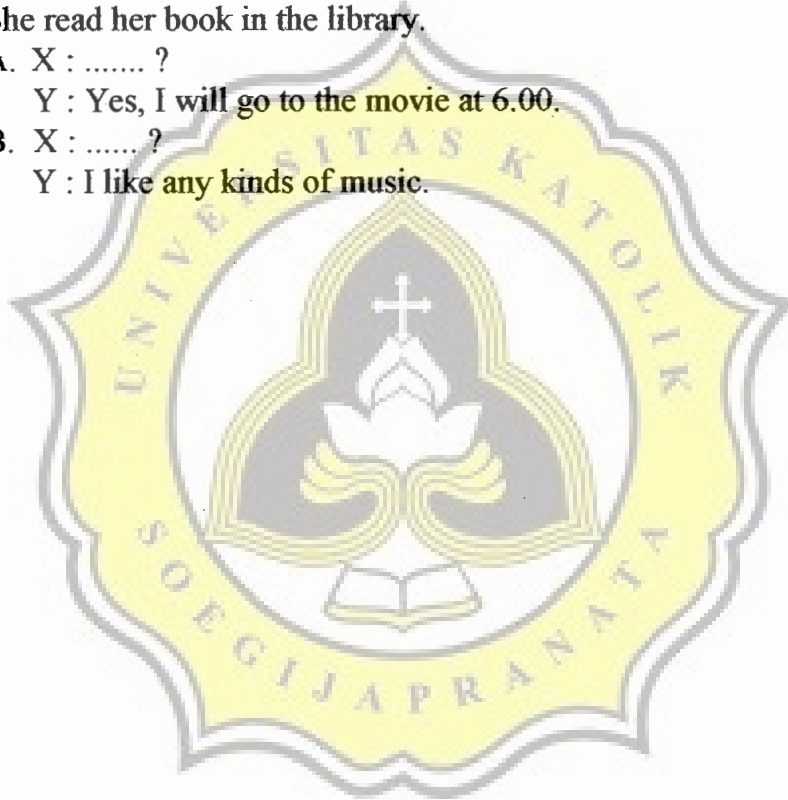 he read her book in the library.
A. X : ....... ?
Y : Yes, I will go to the movie at 6.00.
B. X : ...... ?
Y : I like any kinds of music.
UNIVERSITAS KATOLIK
SOEGIJAPRANATA